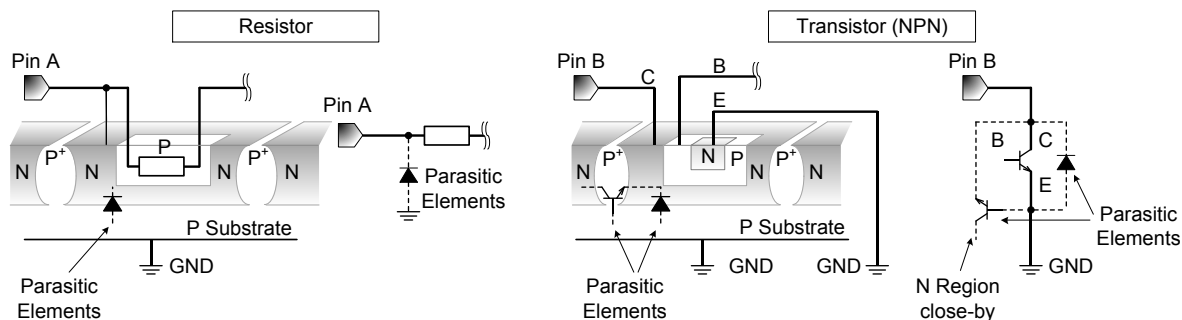 Resistor
Pin A
N
P+
N
P
N
P+
N
Parasitic
Elements
P Substrate
GND
Pin A
Parasitic
Elements
Transistor (NPN)
Pin B
C
B
E
N
P+
N
N
P
N
P+
N
P Substrate
GND
GND
Parasitic
Elements
Pin B
B
C
E
Parasitic
Elements
GND
N Region
close-by